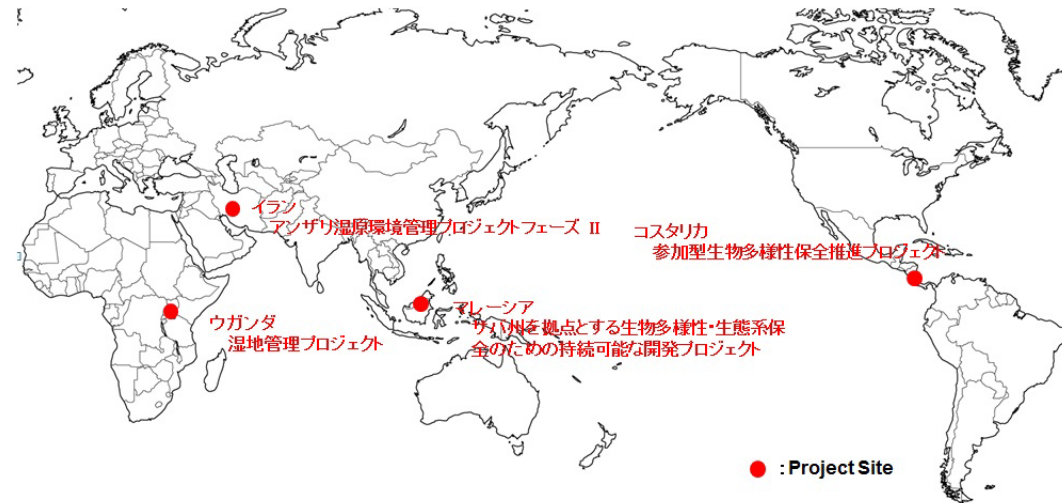 イラン
アンザリ湿原環境管理プロジェクトフェーズ II
コスタリカ
参加型生物多様性保全推進プロジェクト
マレーシア
サバ州を拠点とする生物多様性・生態系保
全のための持続可能な開発プロジェクト
ウガンダ
湿地管理プロジェクト
: Project Site